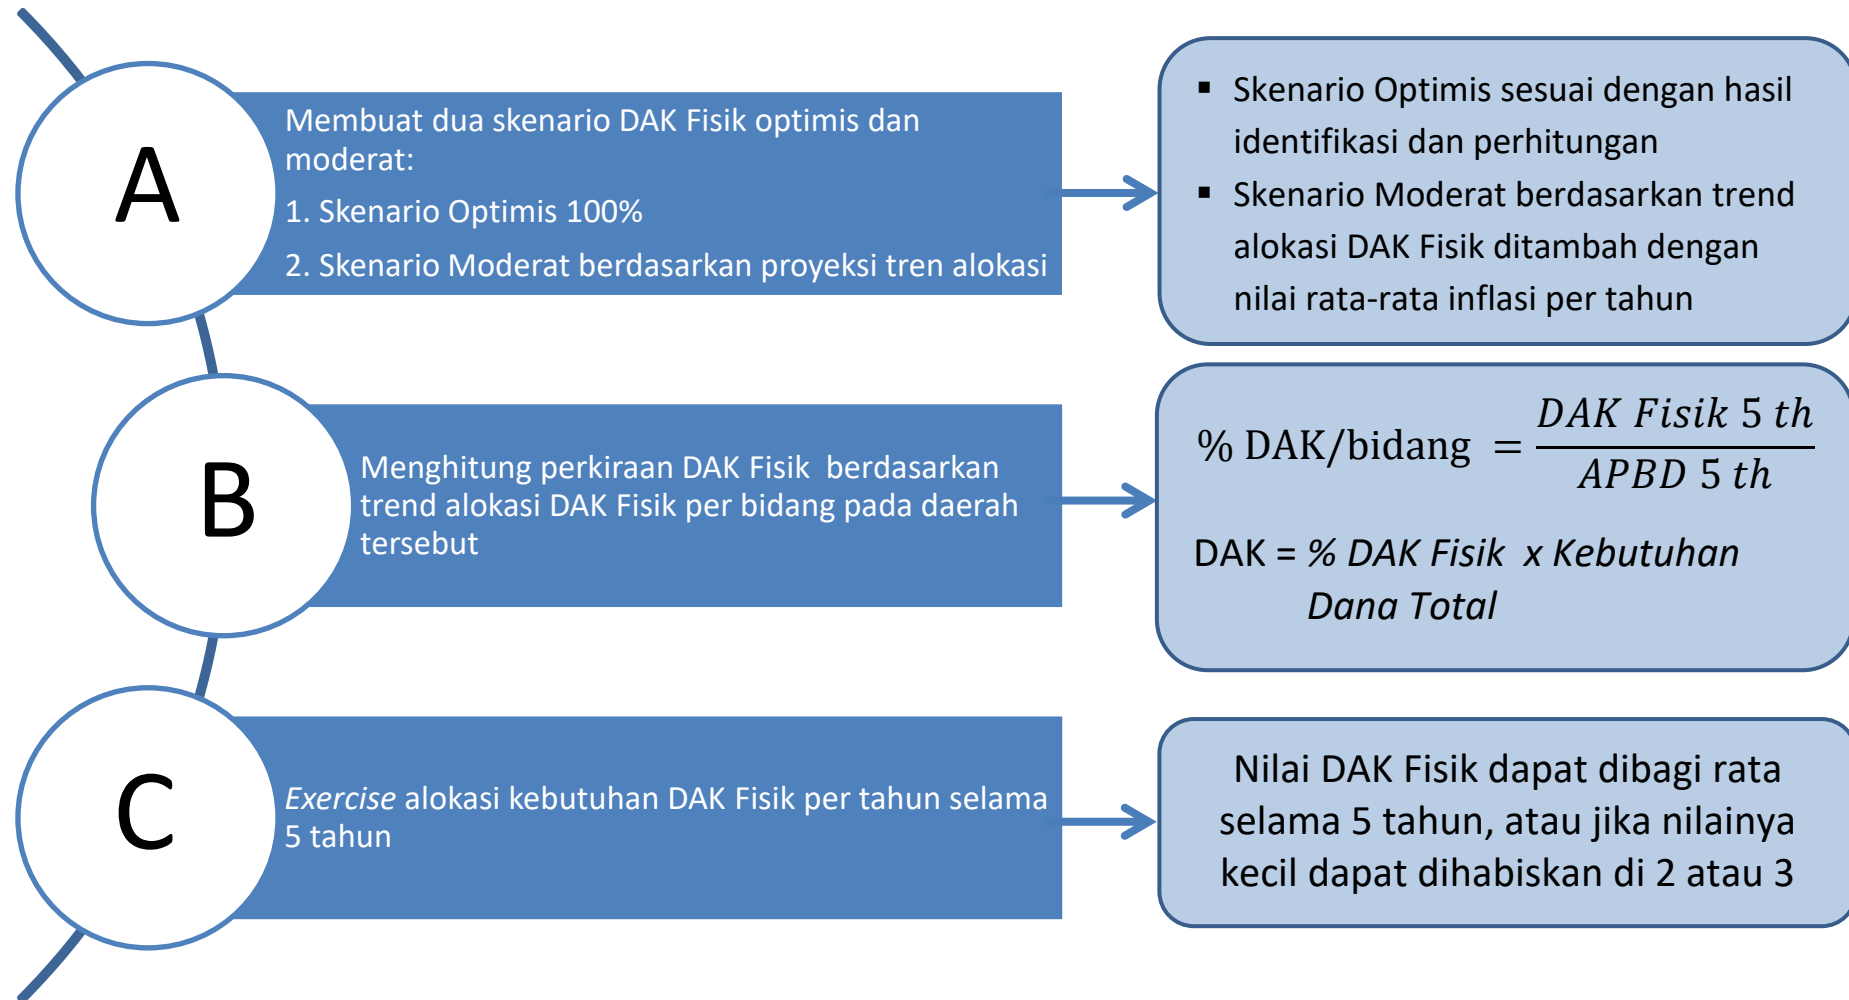 A
Membuat dua skenario DAK Fisik optimis dan
moderat:
1. Skenario Optimis 100%
2. Skenario Moderat berdasarkan proyeksi tren alokasi
▪ Skenario Optimis sesuai dengan hasil
identifikasi dan perhitungan
▪ Skenario Moderat berdasarkan trend
alokasi DAK Fisik ditambah dengan
nilai rata-rata inflasi per tahun
B
Menghitung perkiraan DAK Fisik berdasarkan
trend alokasi DAK Fisik per bidang pada daerah
tersebut
% DAK/bidang = DAK Fisik 5 th / APBD 5 th
DAK = % DAK Fisik x Kebutuhan
Dana Total
C
Exercise alokasi kebutuhan DAK Fisik per tahun selama
5 tahun
Nilai DAK Fisik dapat dibagi rata
selama 5 tahun, atau jika nilainya
kecil dapat dihabiskan di 2 atau 3